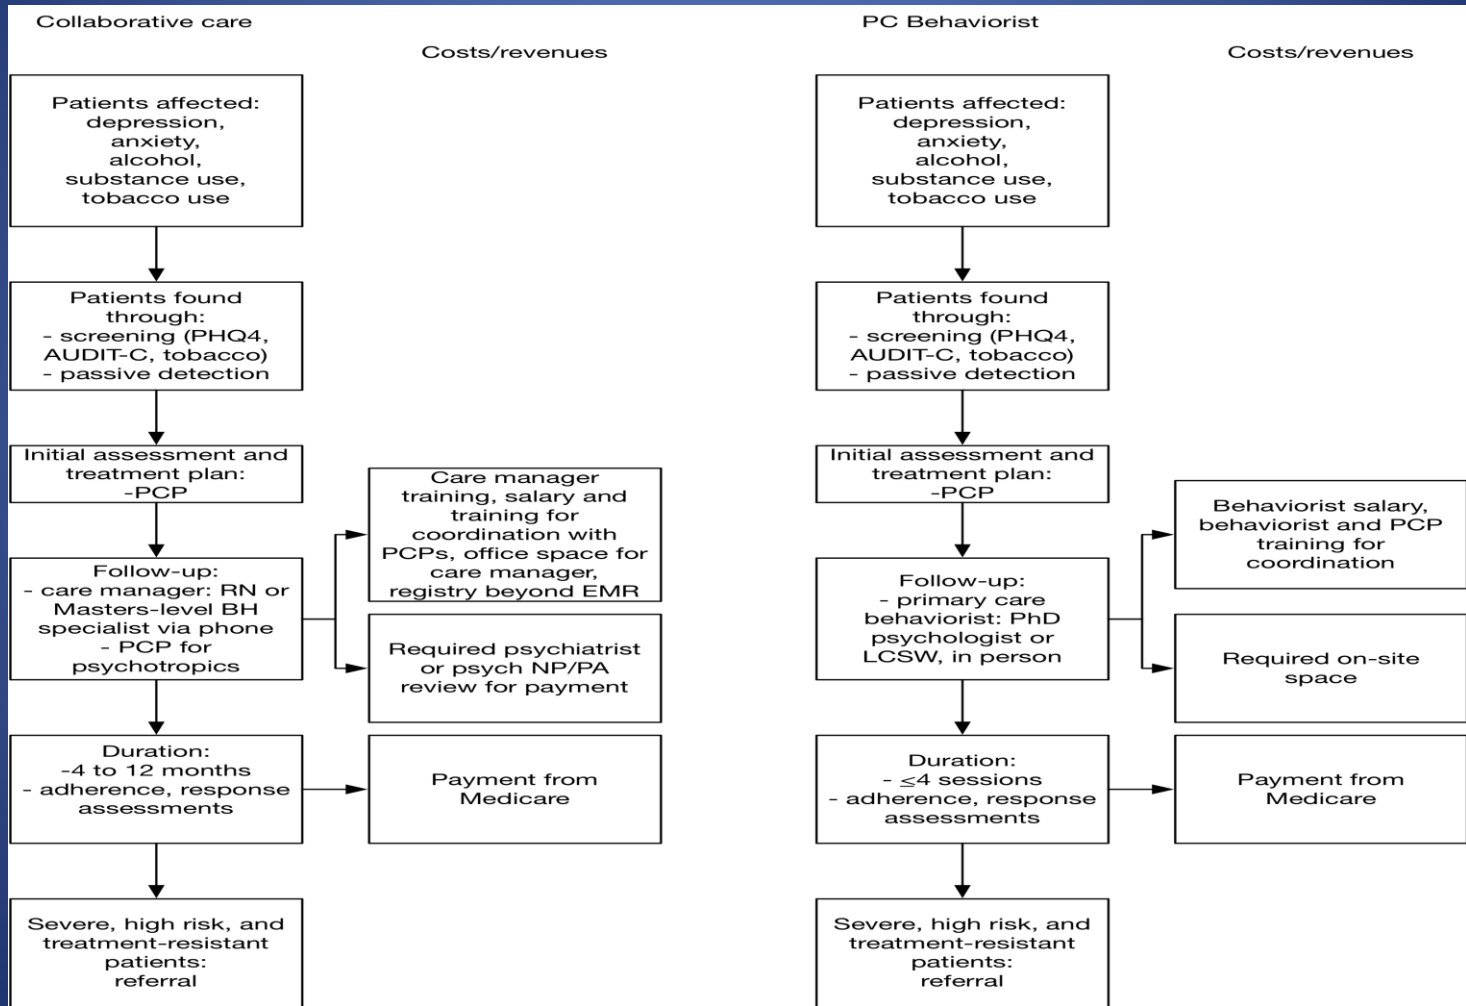 Collaborative care
Costs/revenues
Patients affected:
depression,
anxiety,
alcohol,
substance use,
tobacco use
Patients found
through:
- screening (PHQ4,
AUDIT-C, tobacco)
- passive detection
Initial assessment and
treatment plan:
-PCP
Follow-up:
- care manager: RN or
Masters-level BH
specialist via phone
- PCP for
psychotropics
Care manager
training, salary and
training for
coordination with
PCPs, office space for
care manager,
registry beyond EMR
Required psychiatrist
or psych NP/PA
review for payment
Duration:
-4 to 12 months
- adherence, response
assessments
Payment from
Medicare
Severe, high risk, and
treatment-resistant
patients:
referral
PC Behaviorist
Costs/revenues
Patients affected:
depression,
anxiety,
alcohol,
substance use,
tobacco use
Patients found
through:
- screening (PHQ4,
AUDIT-C, tobacco)
- passive detection
Initial assessment and
treatment plan:
-PCP
Follow-up:
- primary care
behaviorist: PhD
psychologist or
LCSW, in person
Behaviorist salary,
behaviorist and PCP
training for
coordination
Required on-site
space
Duration:
- ≤4 sessions
- adherence, response
assessments
Payment from
Medicare
Severe, high risk, and
treatment-resistant
patients:
referral